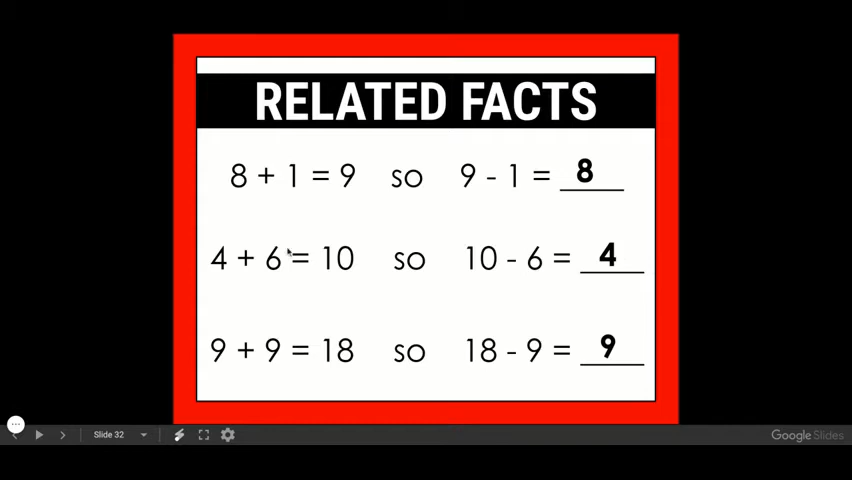 RELATED FACTS
8 + 1 = 9 so 9 - 1 = 8
4 + 6 = 10 so 10 - 6 = 4
9 + 9 = 18 so 18 - 9 = 9
Slide 32
Google Slides